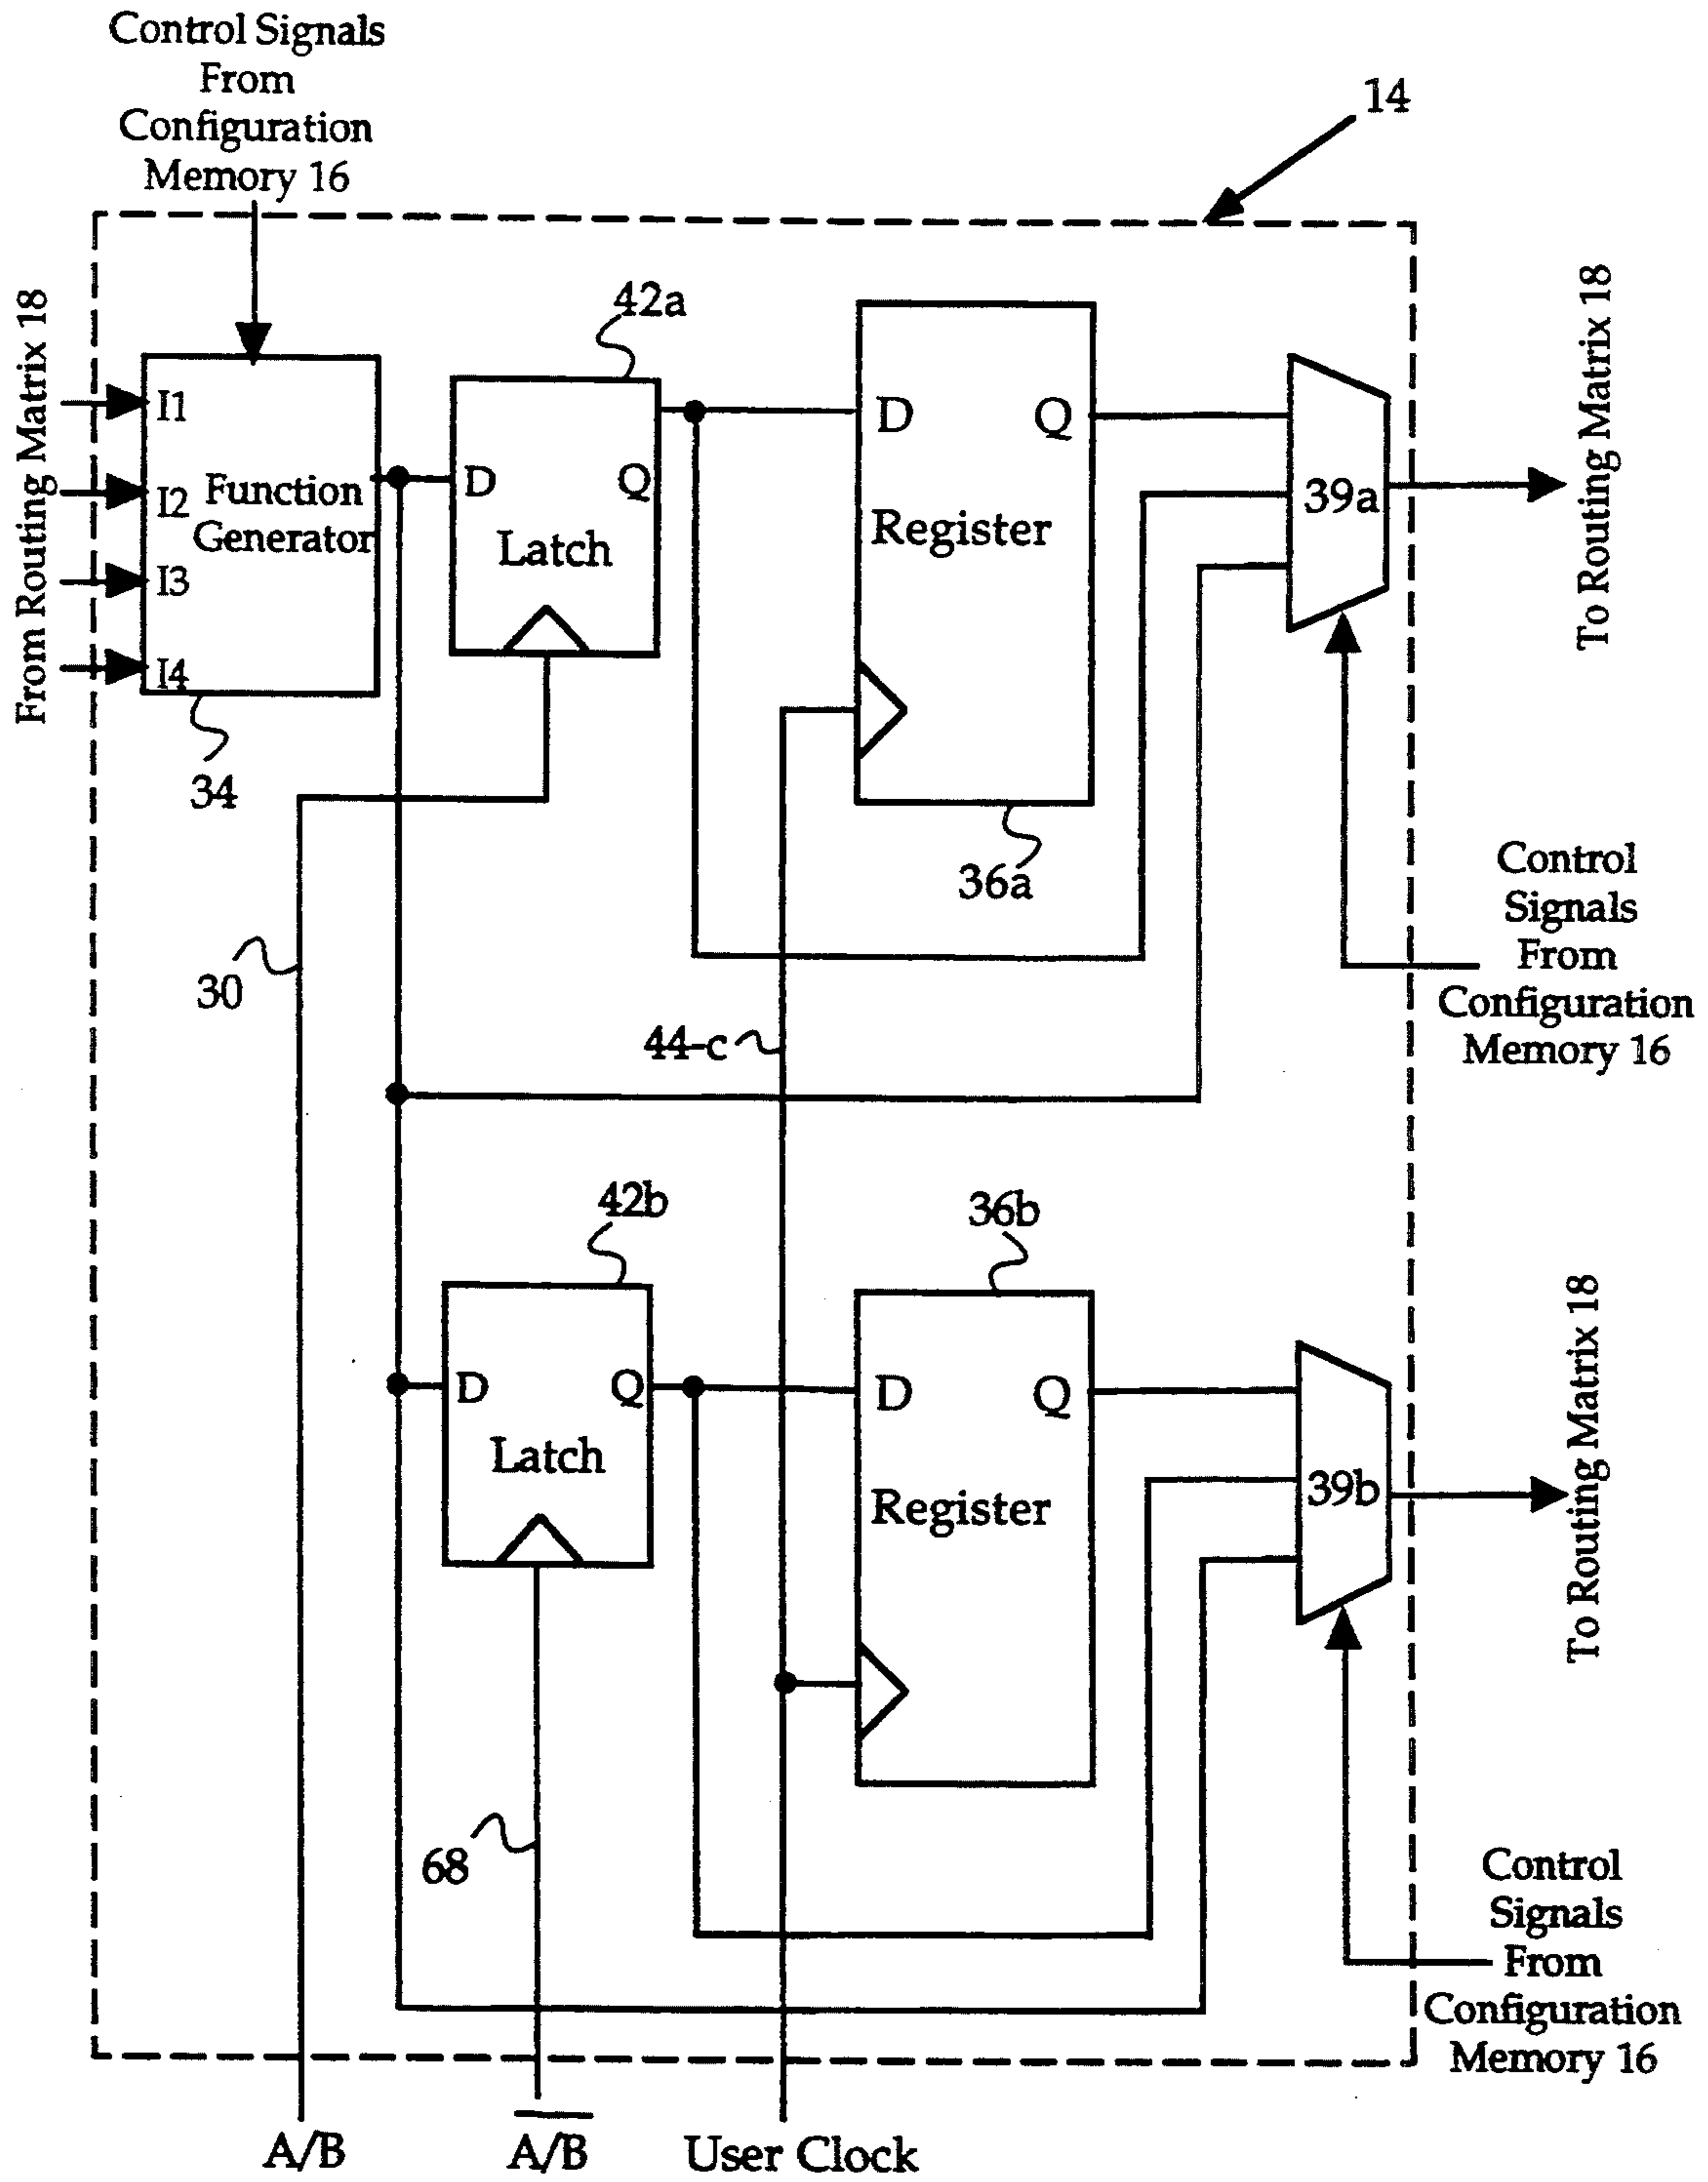 Control Signals
From
Configuration
Memory 16
14
From Routing Matrix 18
I1
I2
I3
I4
Function
Generator
34
42a
D
Q
Latch
D
Q
Register
36a
39a
To Routing Matrix 18
Control
Signals
From
Configuration
Memory 16
30
44-c
42b
D
Q
Latch
36b
D
Q
Register
39b
To Routing Matrix 18
68
Control
Signals
From
Configuration
Memory 16
A/B
A̅/̅B̅
User Clock